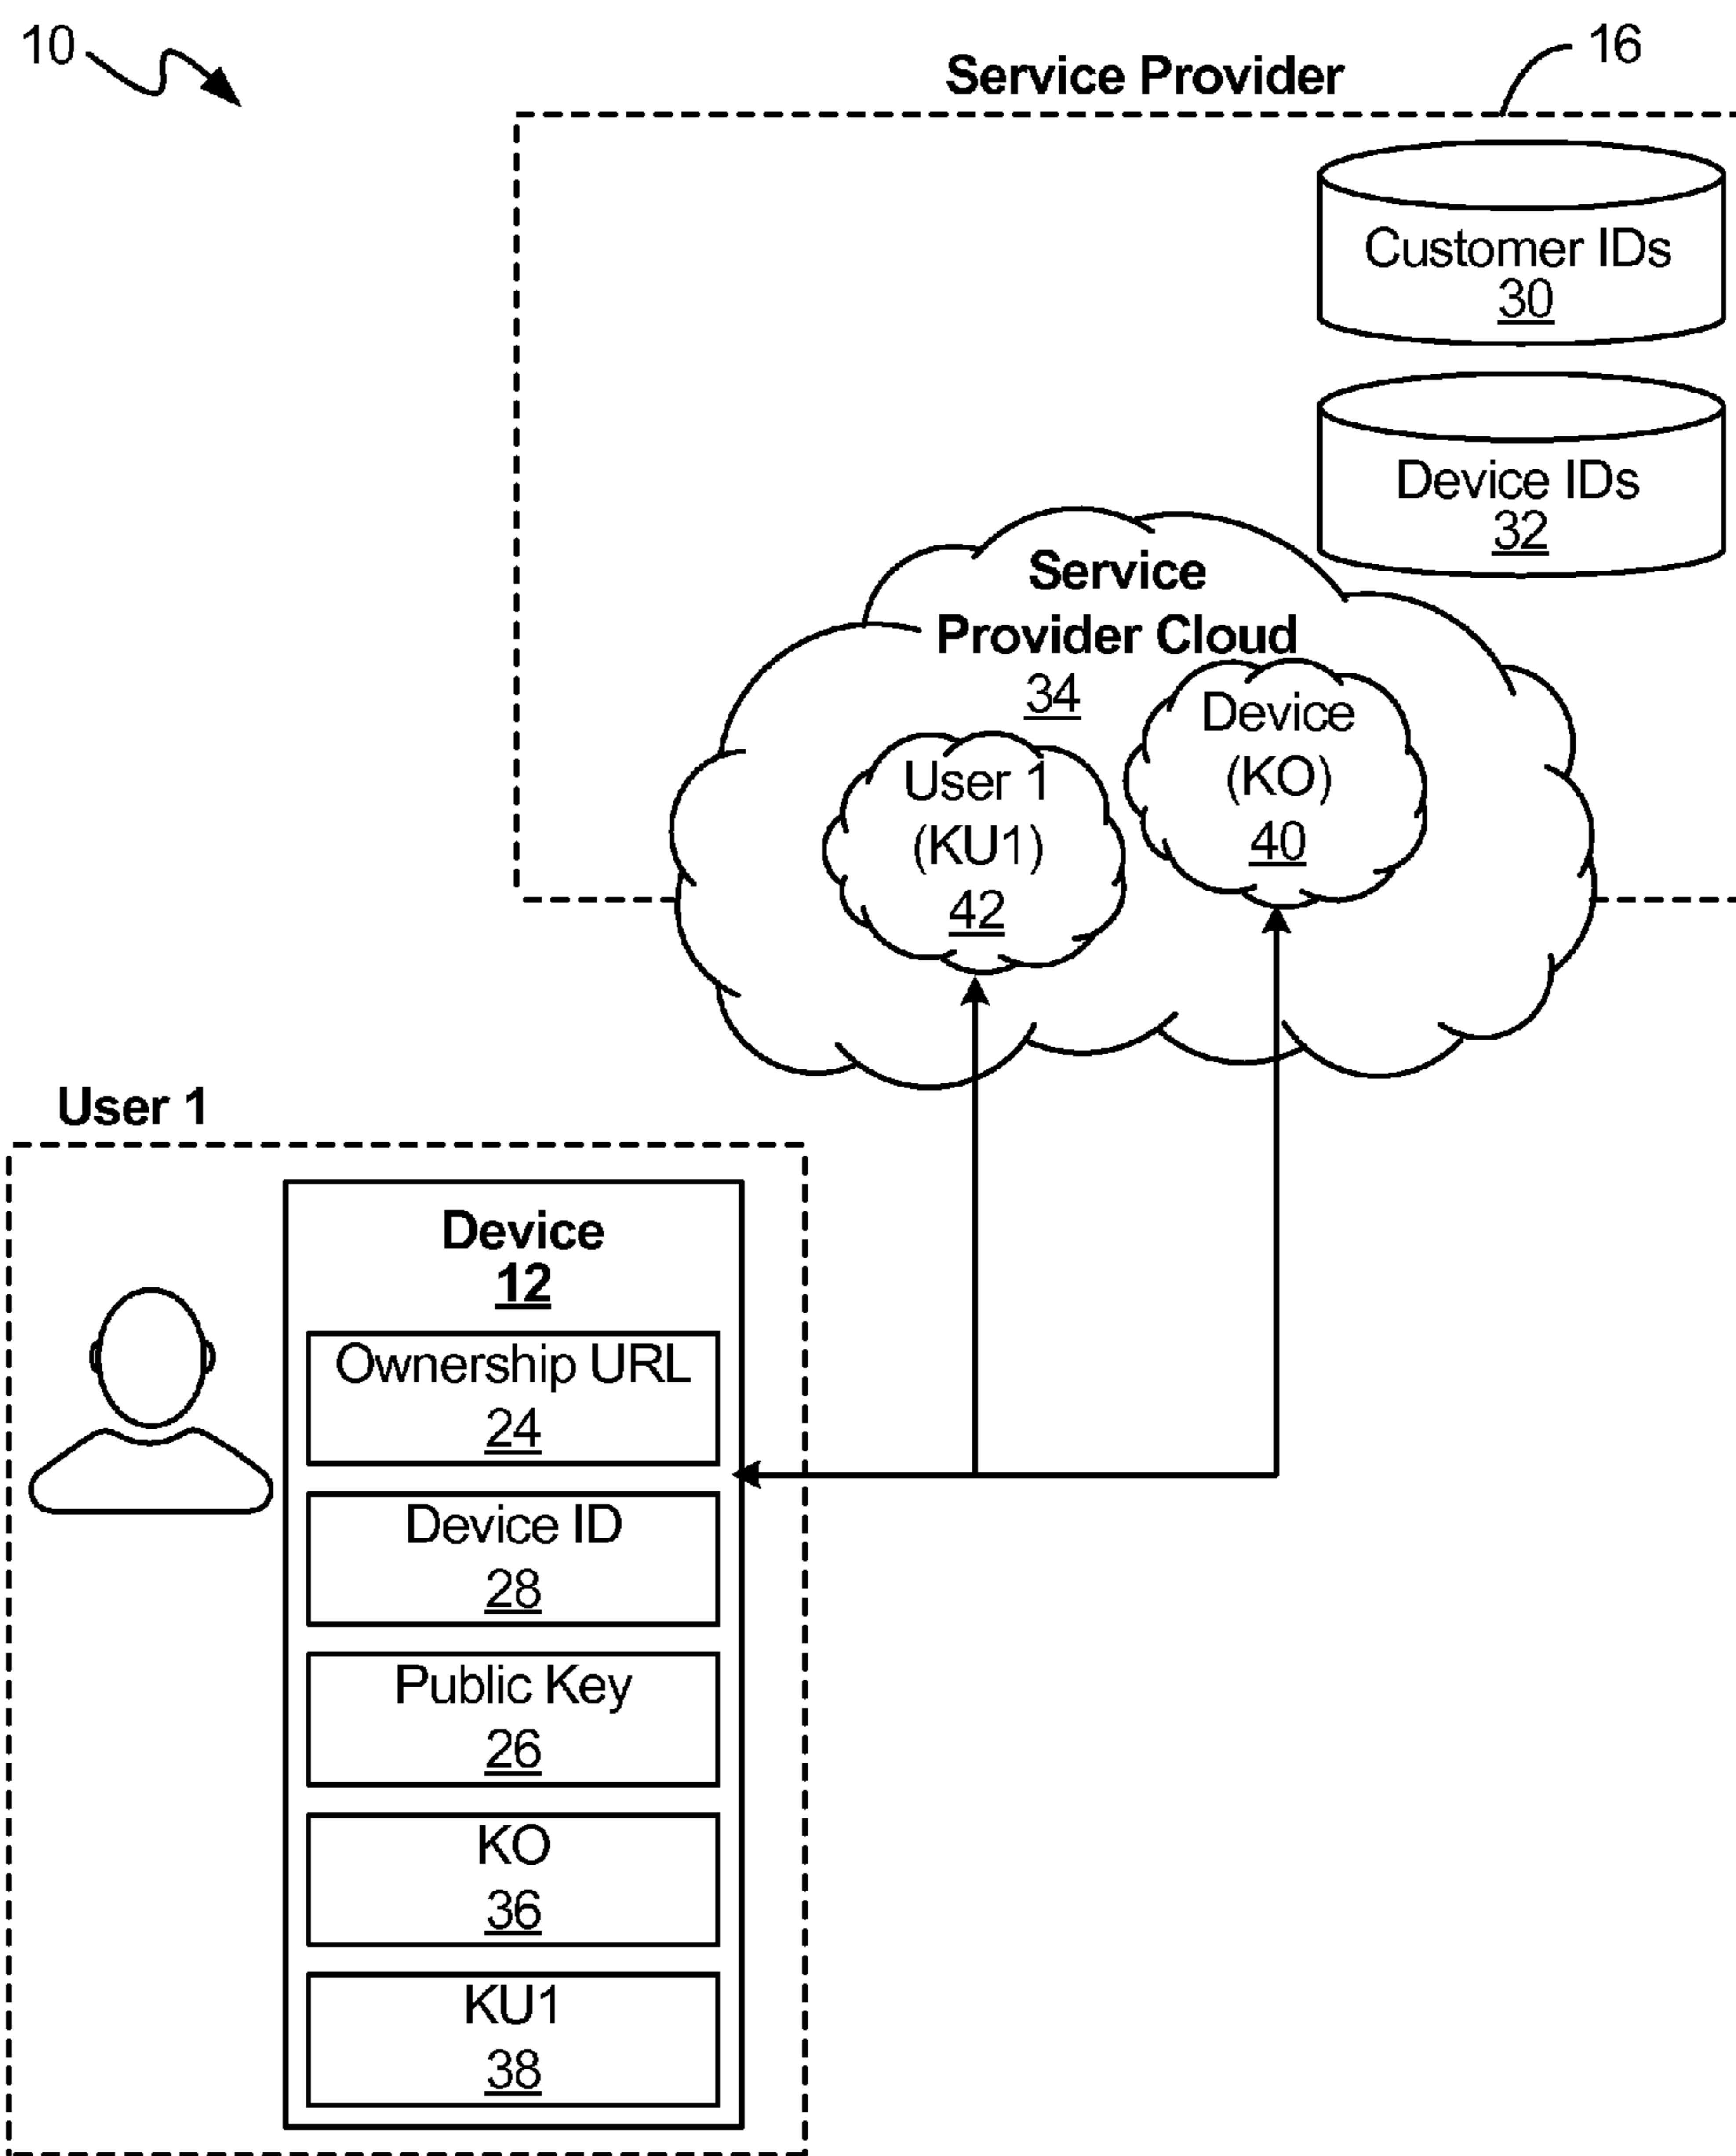 10
16
Service Provider
Customer IDs
30
Device IDs
32
Service
Provider Cloud
34
Device
(KO)
40
User 1
(KU1)
42
User 1
Device
12
Ownership URL
24
Device ID
28
Public Key
26
KO
36
KU1
38